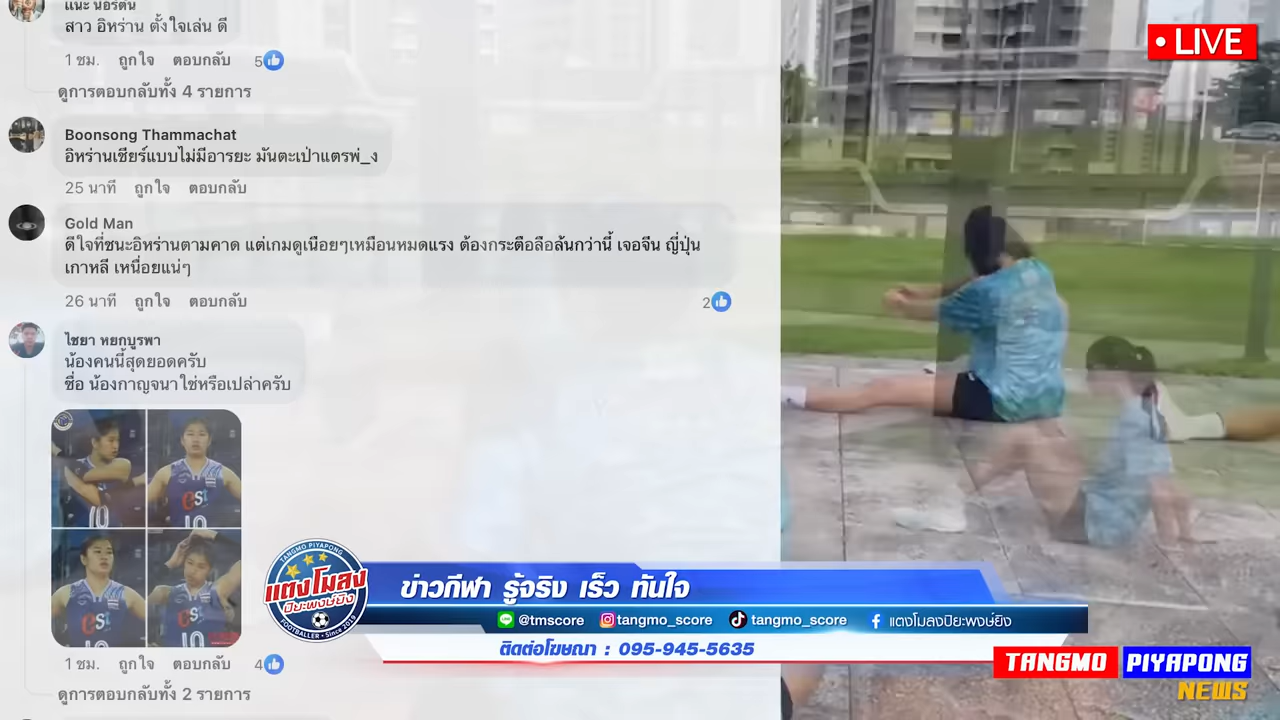 แนะ นอร์ตัน
สาว อิหร่าน ตั้งใจเล่น ดี
1 ชม. ถูกใจ ตอบกลับ 5
ดูการตอบกลับทั้ง 4 รายการ
Boonsong Thammachat
อิหร่านเชียร์แบบไม่มีอารยะ มันตะเป่าแตรพ่_ง
25 นาที ถูกใจ ตอบกลับ
Gold Man
ดีใจที่ชนะอิหร่านตามคาด แต่เกมดูเนือยๆเหมือนหมดแรง ต้องกระตือลือล้นกว่านี้ เจอจีน ญี่ปุ่น
เกาหลี เหนื่อยแน่ๆ
26 นาที ถูกใจ ตอบกลับ 2
ไชยา หยกบูรพา
น้องคนนี้สุดยอดครับ
ชื่อ น้องกาญจนาใช่หรือเปล่าครับ
est
10
1 ชม. ถูกใจ ตอบกลับ 4
ดูการตอบกลับทั้ง 2 รายการ
LIVE
TANGMO PIYAPONG
แตงโมลง
ปิยะพงษ์ยิง
FOOTBALLER • Since 2019
ข่าวกีฬา รู้จริง เร็ว ทันใจ
@tmscore tangmo_score tangmo_score แตงโมลงปิยะพงษ์ยิง
ติดต่อโฆษณา : 095-945-5635
TANGMO PIYAPONG
NEWS